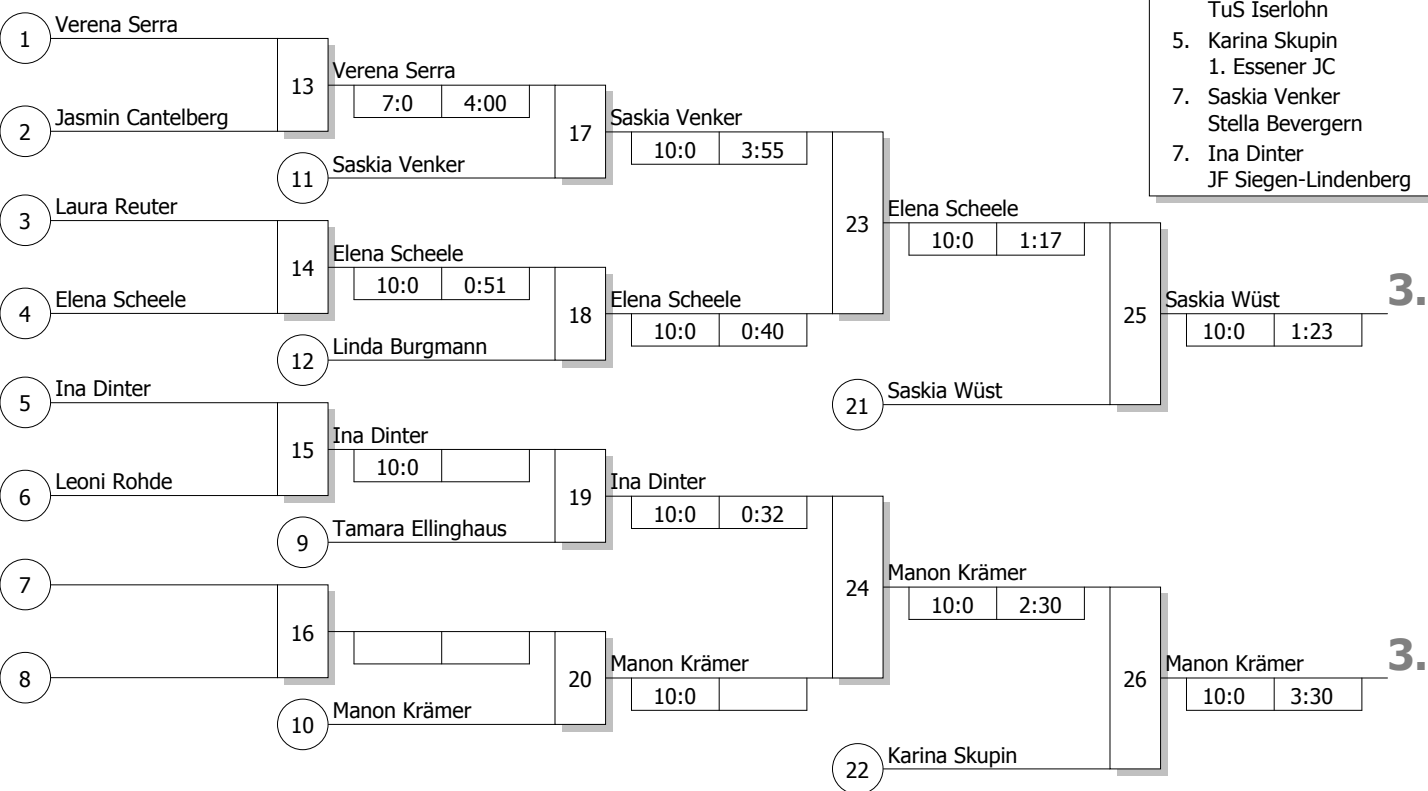 TuS Iserlohn
5. Karina Skupin
1. Essener JC
7. Saskia Venker
Stella Bevergern
7. Ina Dinter
JF Siegen-Lindenberg
1 Verena Serra
13 Verena Serra
7:0 4:00
2 Jasmin Cantelberg
17 Saskia Venker
10:0 3:55
11 Saskia Venker
3 Laura Reuter
23 Elena Scheele
10:0 1:17
14 Elena Scheele
10:0 0:51
4 Elena Scheele
18 Elena Scheele
10:0 0:40
25 Saskia Wüst 3.
10:0 1:23
12 Linda Burgmann
5 Ina Dinter
21 Saskia Wüst
15 Ina Dinter
10:0
6 Leoni Rohde
19 Ina Dinter
10:0 0:32
9 Tamara Ellinghaus
7
24 Manon Krämer
10:0 2:30
16
8
20 Manon Krämer
10:0
26 Manon Krämer 3.
10:0 3:30
10 Manon Krämer
22 Karina Skupin